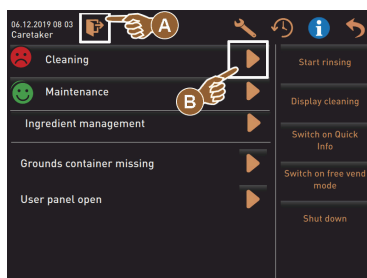 06.12.2019 08 03
Caretaker
A
Cleaning
B
Maintenance
Ingredient management
Grounds container missing
User panel open
Start rinsing
Display cleaning
Switch on Quick
Info
Switch on free vend
mode
Shut down